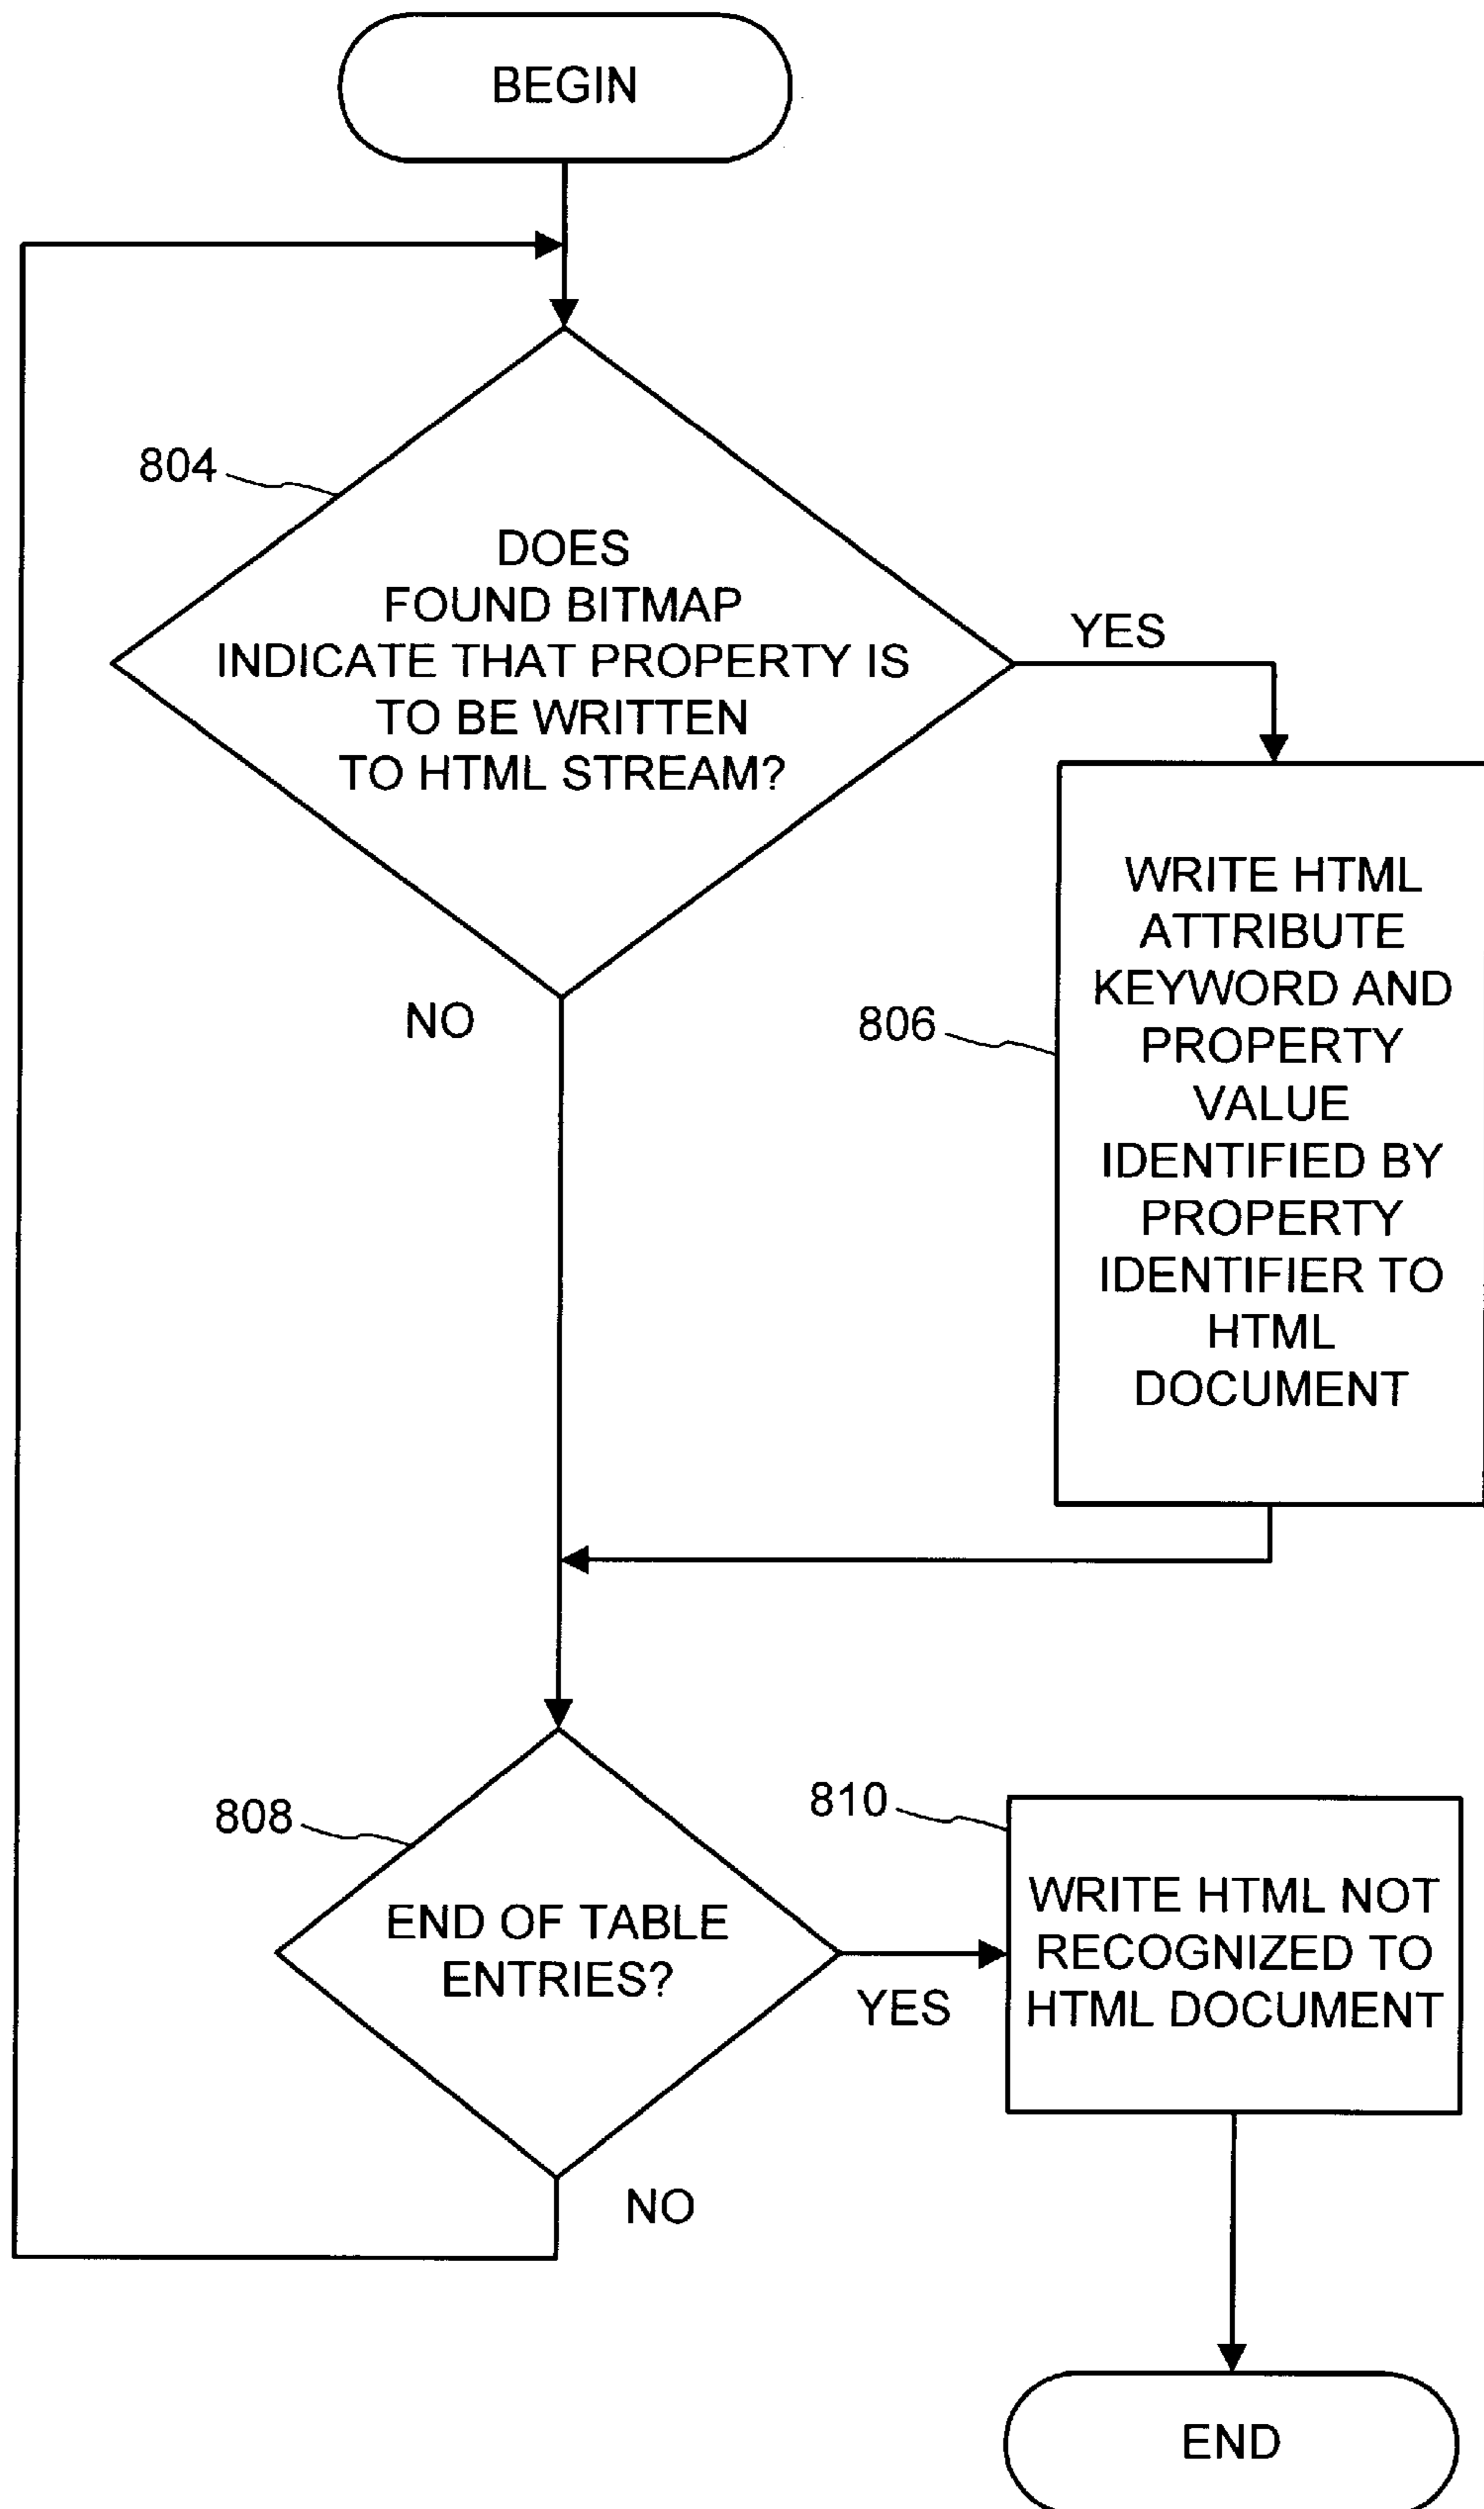 BEGIN
804
DOES
FOUND BITMAP
INDICATE THAT PROPERTY IS
TO BE WRITTEN
TO HTML STREAM?
YES
NO
806
WRITE HTML
ATTRIBUTE
KEYWORD AND
PROPERTY
VALUE
IDENTIFIED BY
PROPERTY
IDENTIFIER TO
HTML
DOCUMENT
808
END OF TABLE
ENTRIES?
YES
NO
810
WRITE HTML NOT
RECOGNIZED TO
HTML DOCUMENT
END